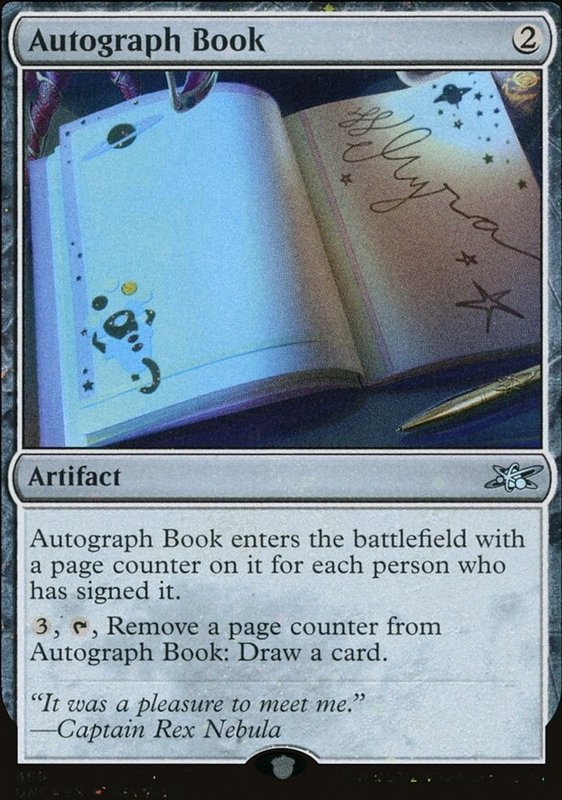 Autograph Book 2
Myra
Artifact
Autograph Book enters the battlefield with
a page counter on it for each person who
has signed it.
3, , Remove a page counter from
Autograph Book: Draw a card.
“It was a pleasure to meet me.”
—Captain Rex Nebula